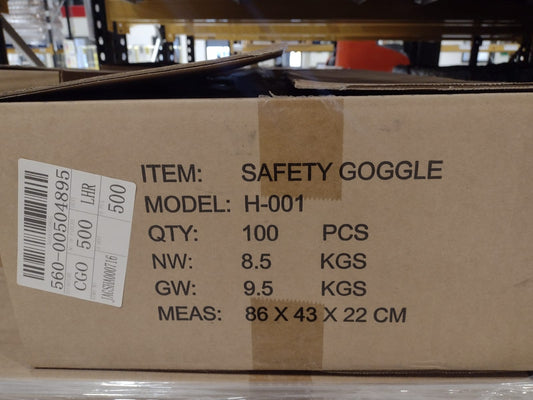 ITEM: SAFETY GOGGLE
MODEL: H-001
QTY: 100 PCS
NW: 8.5 KGS
GW: 9.5 KGS
MEAS: 86 X 43 X 22 CM
560-00504895
CGO 500 LHR
500